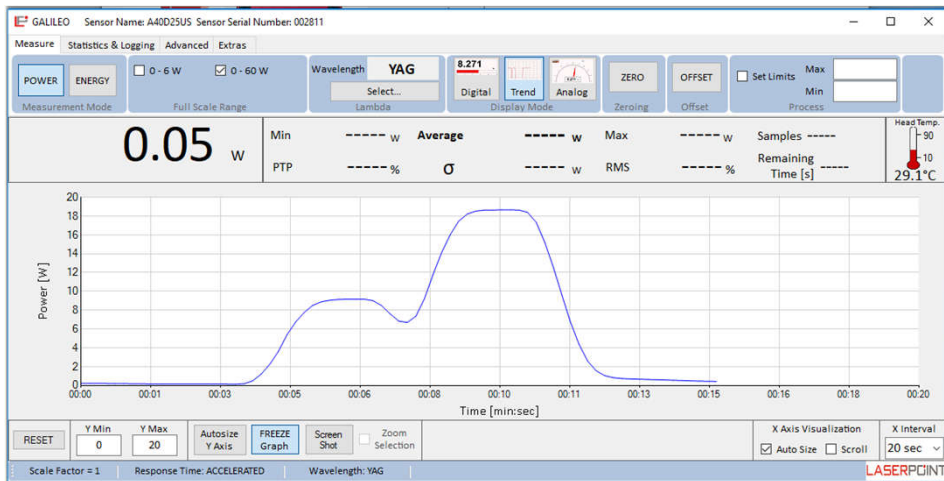 GALILEO Sensor Name: A40D25US Sensor Serial Number: 002811
Measure Statistics & Logging Advanced Extras
POWER ENERGY
Measurement Mode
0 - 6 W 0 - 60 W
Full Scale Range
Wavelength YAG
Select...
Lambda
8.271
Digital Trend Analog
Display Mode
ZERO
Zeroing
OFFSET
Offset
Set Limits Max
Min
Process
0.05 W
Min ----- W Average ----- W Max ----- W Samples -----
PTP ----- % σ ----- W RMS ----- % Remaining Time [s] -----
Head Temp.
90
10
29.1°C
Power [W]
20
18
16
14
12
10
8
6
4
2
0
00:00 00:01 00:03 00:05 00:06 00:08 00:10 00:11 00:13 00:15 00:16 00:18 00:20
Time [min:sec]
RESET
Y Min Y Max
0 20
Autosize Y Axis
FREEZE Graph
Screen Shot
Zoom Selection
X Axis Visualization
Auto Size Scroll
X Interval
20 sec
Scale Factor = 1 Response Time: ACCELERATED Wavelength: YAG
LASERPOINT